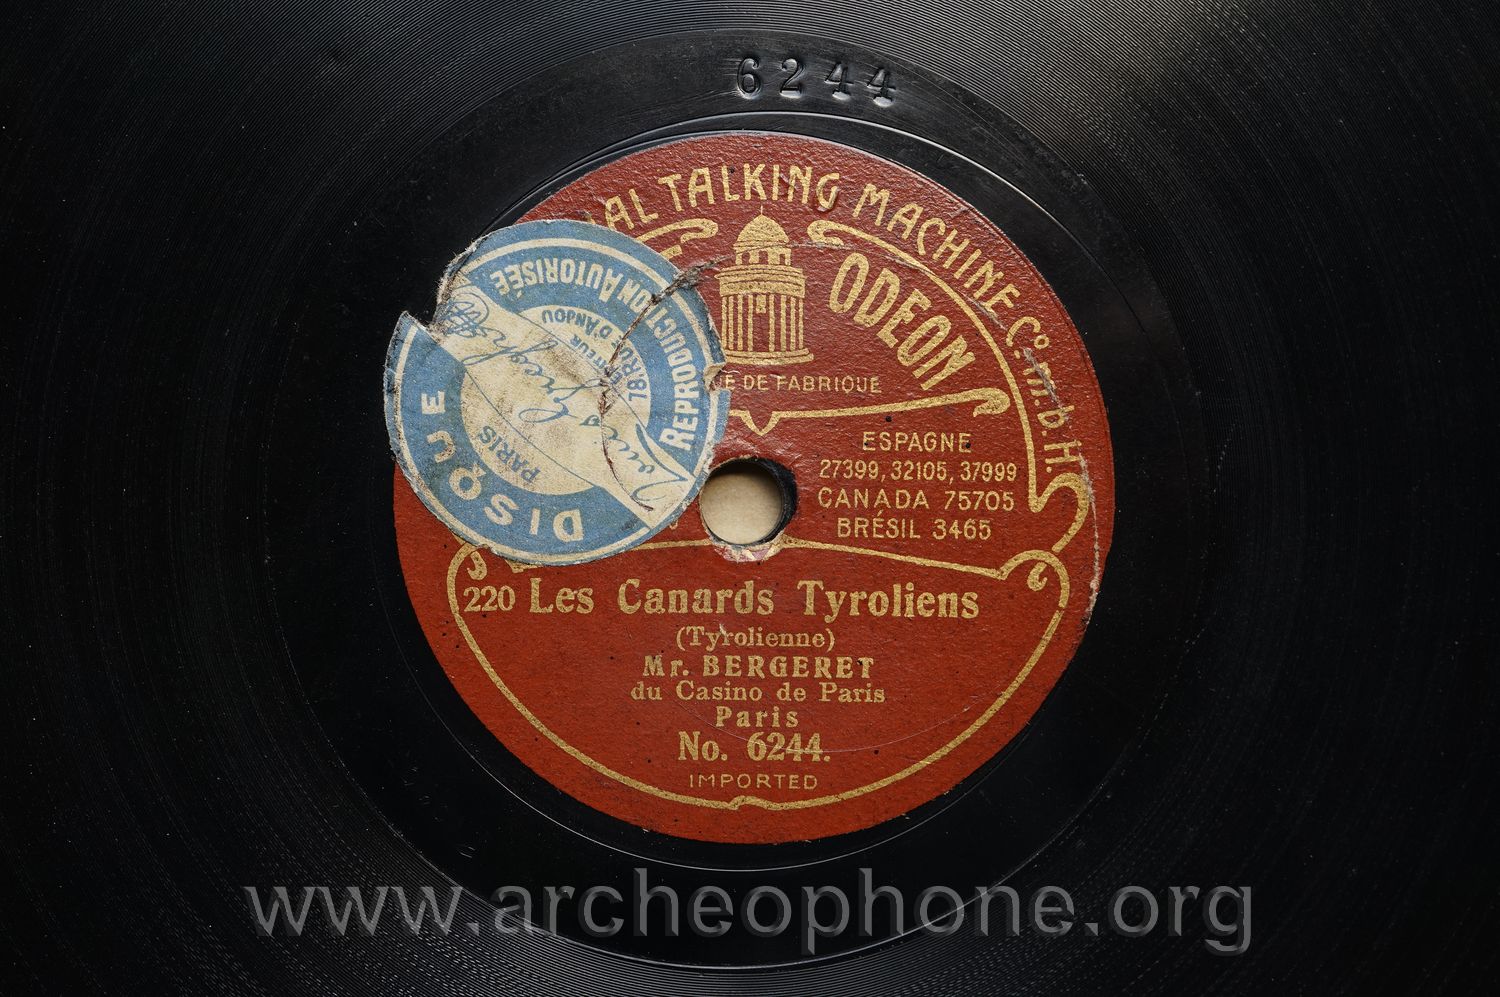 6244
TALKING MACHINE Co. m.b.H.
ODEON
DE FABRIQUE
ESPAGNE
27399, 32105, 37999
CANADA 75705
BRÉSIL 3465
DISQUE
REPRODUCTION AUTORISÉE
78 RUE D'ANJOU
PARIS
220 Les Canards Tyroliens
(Tyrolienne)
Mr. BERGERET
du Casino de Paris
Paris
No. 6244.
IMPORTED
www.archeophone.org